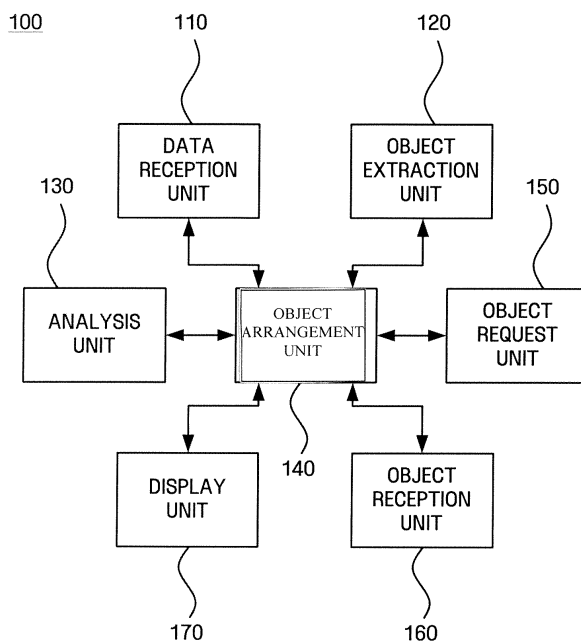 100
110
120
DATA
RECEPTION
UNIT
OBJECT
EXTRACTION
UNIT
130
150
ANALYSIS
UNIT
OBJECT
ARRANGEMENT
UNIT
OBJECT
REQUEST
UNIT
140
DISPLAY
UNIT
OBJECT
RECEPTION
UNIT
170
160